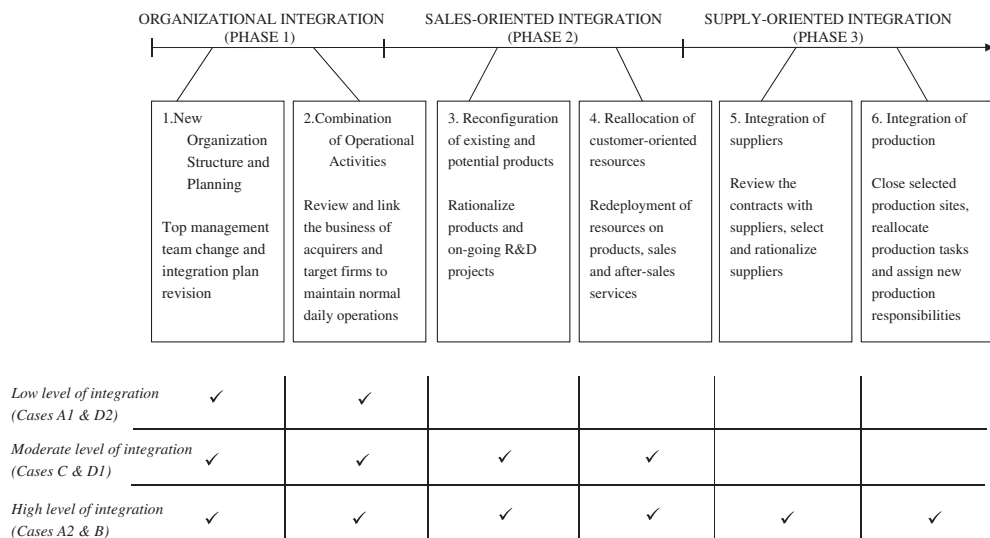 ORGANIZATIONAL INTEGRATION
(PHASE 1)
SALES-ORIENTED INTEGRATION
(PHASE 2)
SUPPLY-ORIENTED INTEGRATION
(PHASE 3)
1.New
Organization
Structure and
Planning
Top management
team change and
integration plan
revision
2.Combination
of Operational
Activities
Review and link
the business of
acquirers and
target firms to
maintain normal
daily operations
3. Reconfiguration
of existing and
potential products
Rationalize
products and
on-going R&D
projects
4. Reallocation of
customer-oriented
resources
Redeployment of
resources on
products, sales
and after-sales
services
5. Integration of
suppliers
Review the
contracts with
suppliers, select
and rationalize
suppliers
6. Integration of
production
Close selected
production sites,
reallocate
production tasks
and assign new
production
responsibilities
Low level of integration
(Cases A1 & D2)
✓ ✓
Moderate level of integration
(Cases C & D1)
✓ ✓ ✓ ✓
High level of integration
(Cases A2 & B)
✓ ✓ ✓ ✓ ✓ ✓